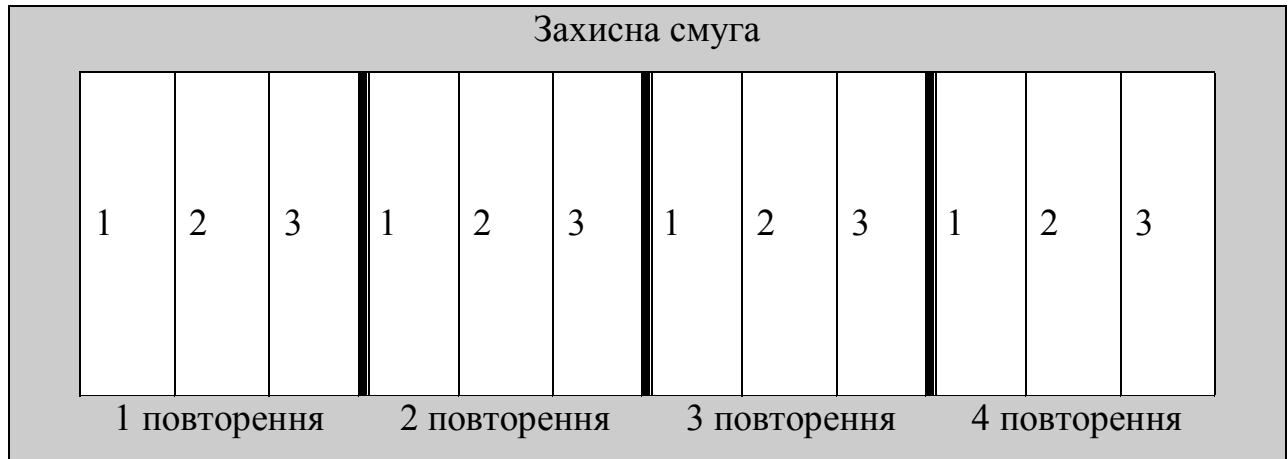 Захисна смуга
1 2 3 1 2 3 1 2 3 1 2 3
1 повторення 2 повторення 3 повторення 4 повторення